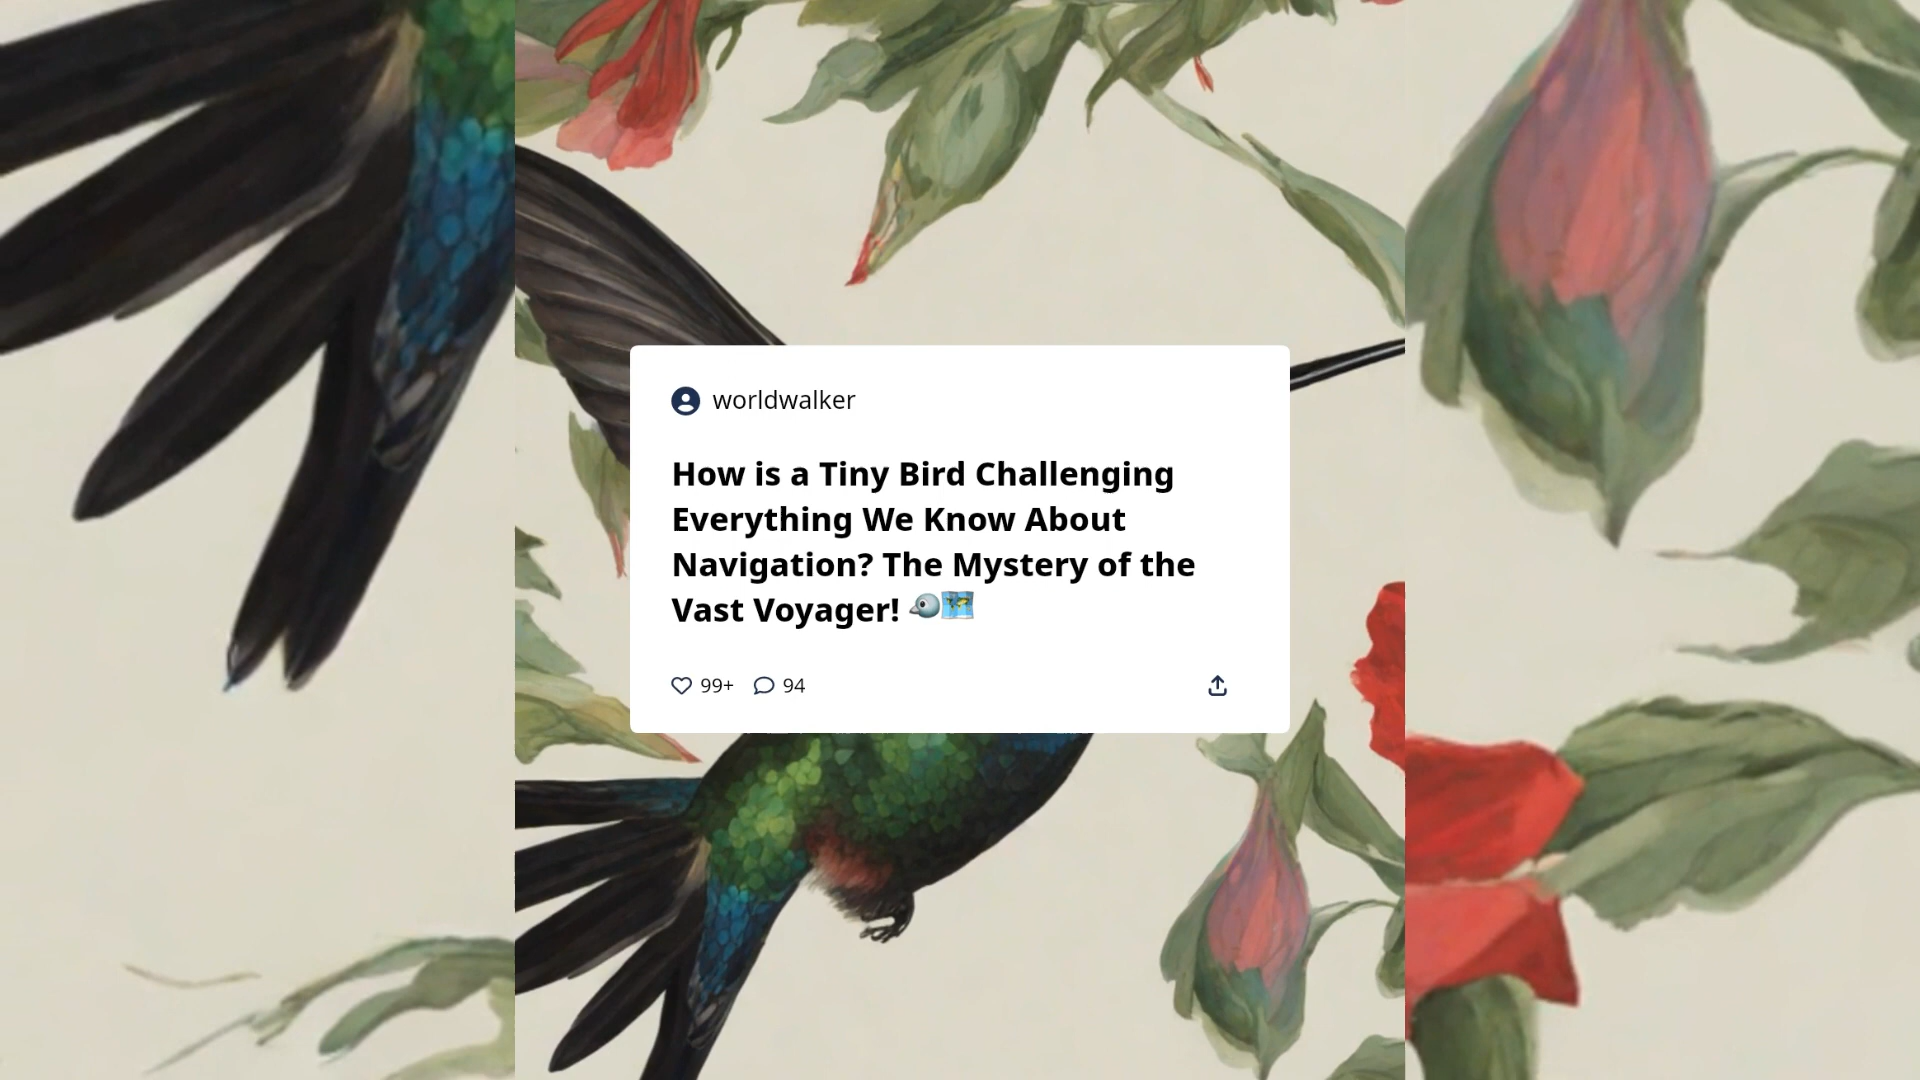 worldwalker
How is a Tiny Bird Challenging
Everything We Know About
Navigation? The Mystery of the
Vast Voyager! 🐦🗺️
99+ 94